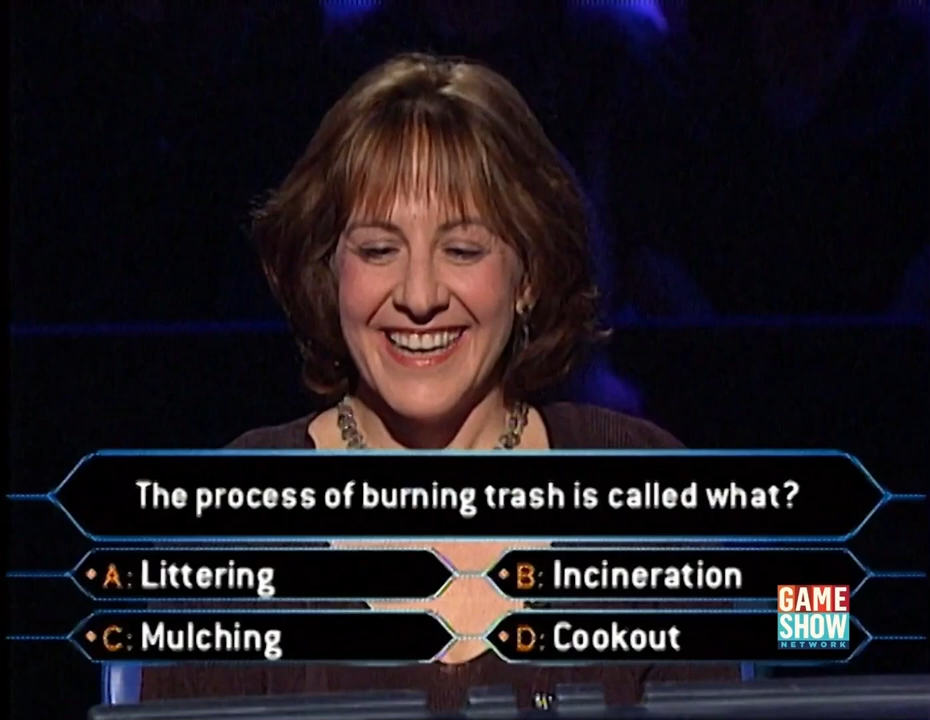 The process of burning trash is called what?
A: Littering
B: Incineration
C: Mulching
D: Cookout
GAME
SHOW
NETWORK